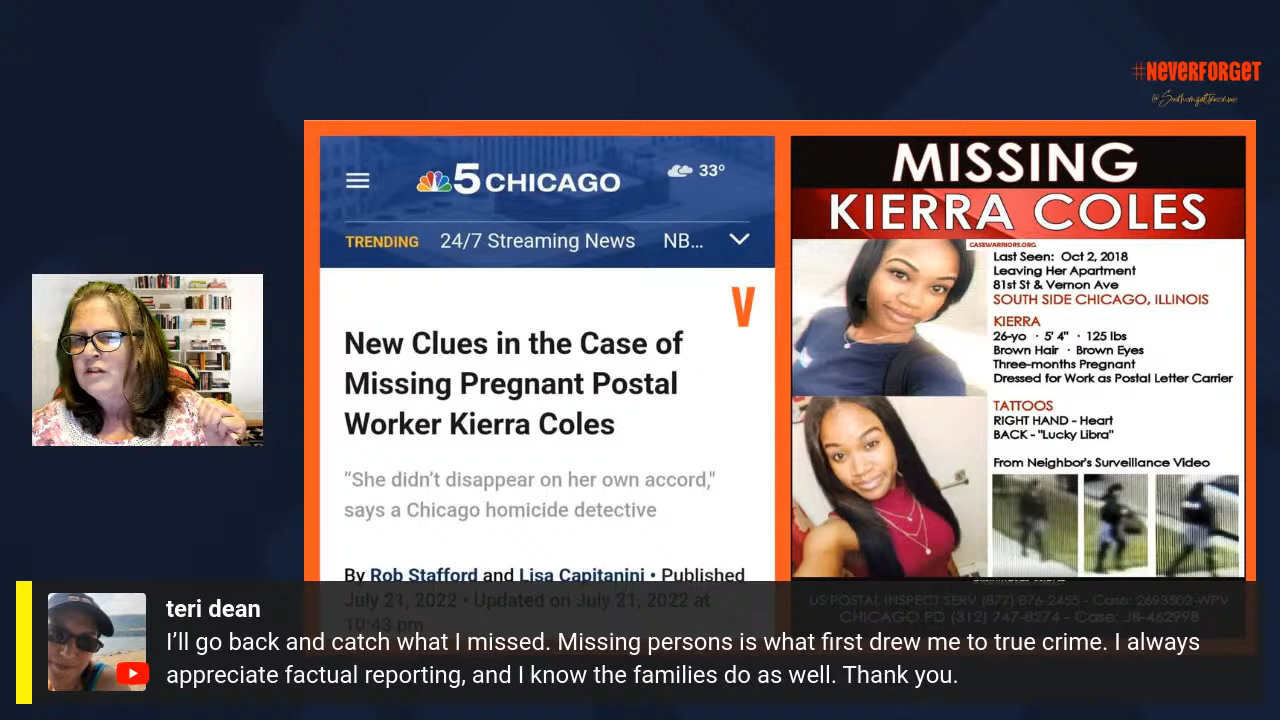 #NEVERFORGET
5 CHICAGO
33°
TRENDING 24/7 Streaming News NB...
V
New Clues in the Case of
Missing Pregnant Postal
Worker Kierra Coles
“She didn’t disappear on her own accord,"
says a Chicago homicide detective
By Rob Stafford and Lisa Capitanini • Published
July 21, 2022 • Updated on July 21, 2022 at
10:43 pm
MISSING
KIERRA COLES
CASEWARRIORS.ORG
Last Seen: Oct 2, 2018
Leaving Her Apartment
81st St & Vernon Ave
SOUTH SIDE CHICAGO, ILLINOIS
KIERRA
26-yo · 5' 4" · 125 lbs
Brown Hair · Brown Eyes
Three-months Pregnant
Dressed for Work as Postal Letter Carrier
TATTOOS
RIGHT HAND - Heart
BACK - "Lucky Libra"
From Neighbor's Surveillance Video
US POSTAL INSPECT SERV (877) 876-2455 - Case: 2693502-WPV
CHICAGO PD (312) 747-8274 - Case: JB-462998
teri dean
I’ll go back and catch what I missed. Missing persons is what first drew me to true crime. I always
appreciate factual reporting, and I know the families do as well. Thank you.